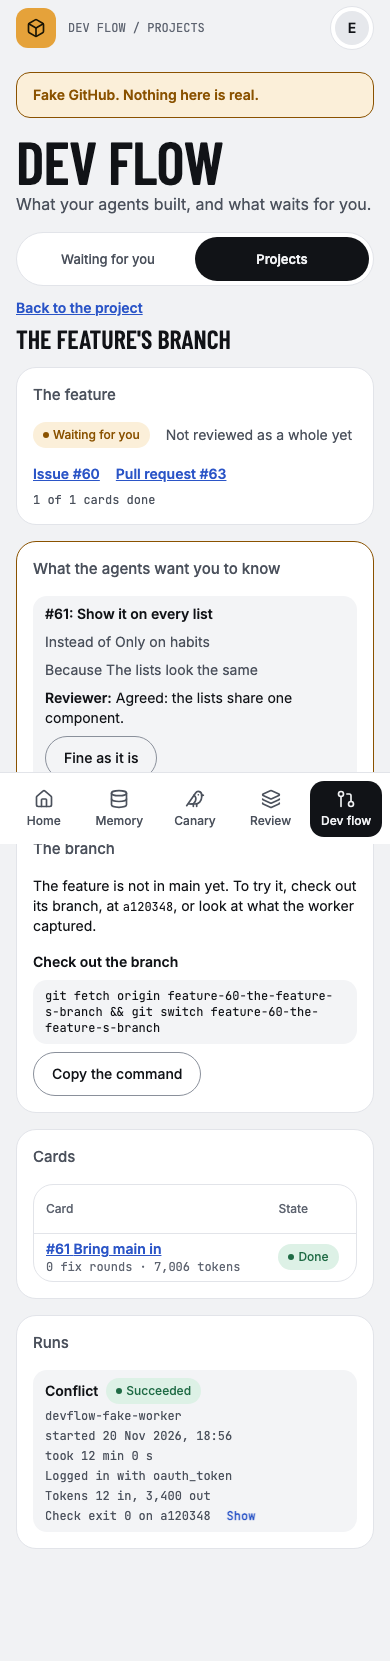 DEV FLOW / PROJECTS
E
Fake GitHub. Nothing here is real.
DEV FLOW
What your agents built, and what waits for you.
Waiting for you
Projects
Back to the project
THE FEATURE'S BRANCH
The feature
Waiting for you
Not reviewed as a whole yet
Issue #60
Pull request #63
1 of 1 cards done
What the agents want you to know
#61: Show it on every list
Instead of Only on habits
Because The lists look the same
Reviewer: Agreed: the lists share one
component.
Fine as it is
Home
Memory
Canary
Review
Dev flow
The branch
The feature is not in main yet. To try it, check out
its branch, at a120348, or look at what the worker
captured.
Check out the branch
git fetch origin feature-60-the-feature-
s-branch && git switch feature-60-the-
feature-s-branch
Copy the command
Cards
Card
State
#61 Bring main in
0 fix rounds · 7,006 tokens
Done
Runs
Conflict
Succeeded
devflow-fake-worker
started 20 Nov 2026, 18:56
took 12 min 0 s
Logged in with oauth_token
Tokens 12 in, 3,400 out
Check exit 0 on a120348
Show